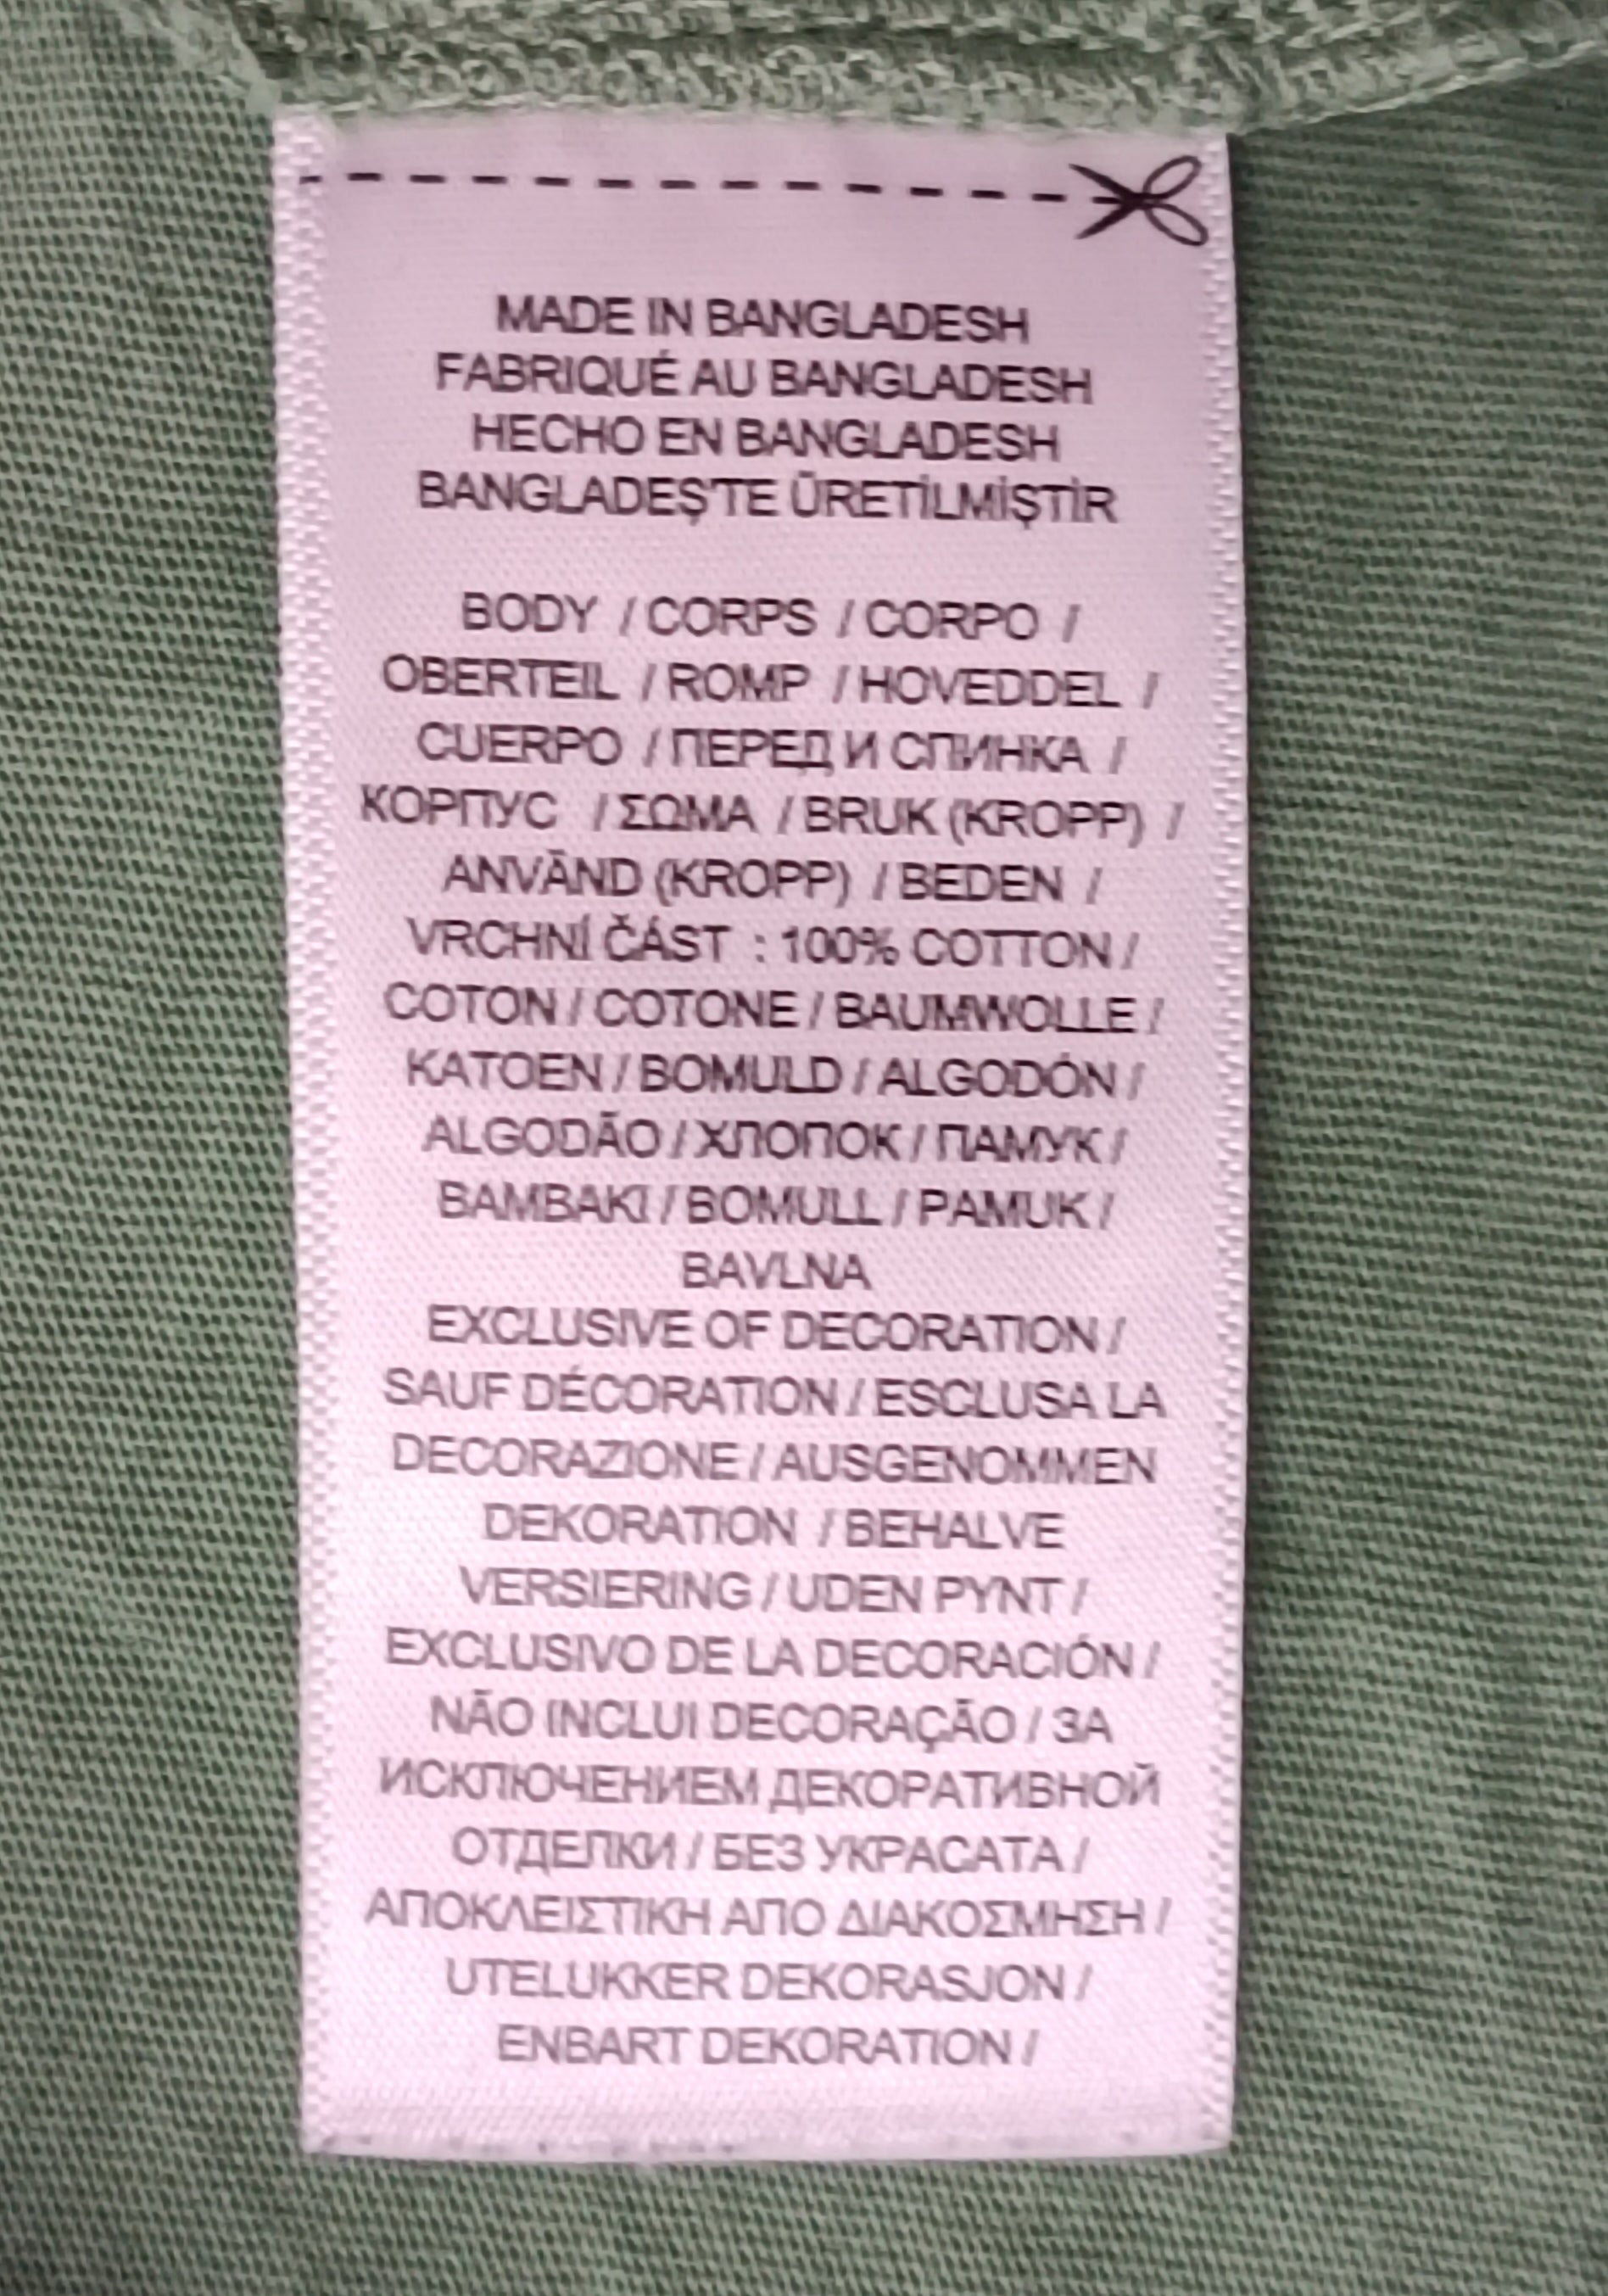 MADE IN BANGLADESH
FABRIQUÉ AU BANGLADESH
HECHO EN BANGLADESH
BANGLADEŞ'TE ÜRETİLMİŞTİR
BODY / CORPS / CORPO /
OBERTEIL / ROMP / HOVEDDEL /
CUERPO / ПЕРЕД И СПИНКА /
КОРПУС / ΣΩΜΑ / BRUK (KROPP) /
ANVÄND (KROPP) / BEDEN /
VRCHNÍ ČÁST : 100% COTTON /
COTON / COTONE / BAUMWOLLE /
KATOEN / BOMULD / ALGODÓN /
ALGODÃO / ХЛОПОК / ПАМУК /
ΒΑΜΒΑΚΙ / BOMULL / PAMUK /
BAVLNA
EXCLUSIVE OF DECORATION /
SAUF DÉCORATION / ESCLUSA LA
DECORAZIONE / AUSGENOMMEN
DEKORATION / BEHALVE
VERSIERING / UDEN PYNT /
EXCLUSIVO DE LA DECORACIÓN /
NÃO INCLUI DECORAÇÃO / ЗА
ИСКЛЮЧЕНИЕМ ДЕКОРАТИВНОЙ
ОТДЕЛКИ / БЕЗ УКРАСАТА /
ΑΠΟΚΛΕΙΣΤΙΚΗ ΑΠΟ ΔΙΑΚΟΣΜΗΣΗ /
UTELUKKER DEKORASJON /
ENBART DEKORATION /